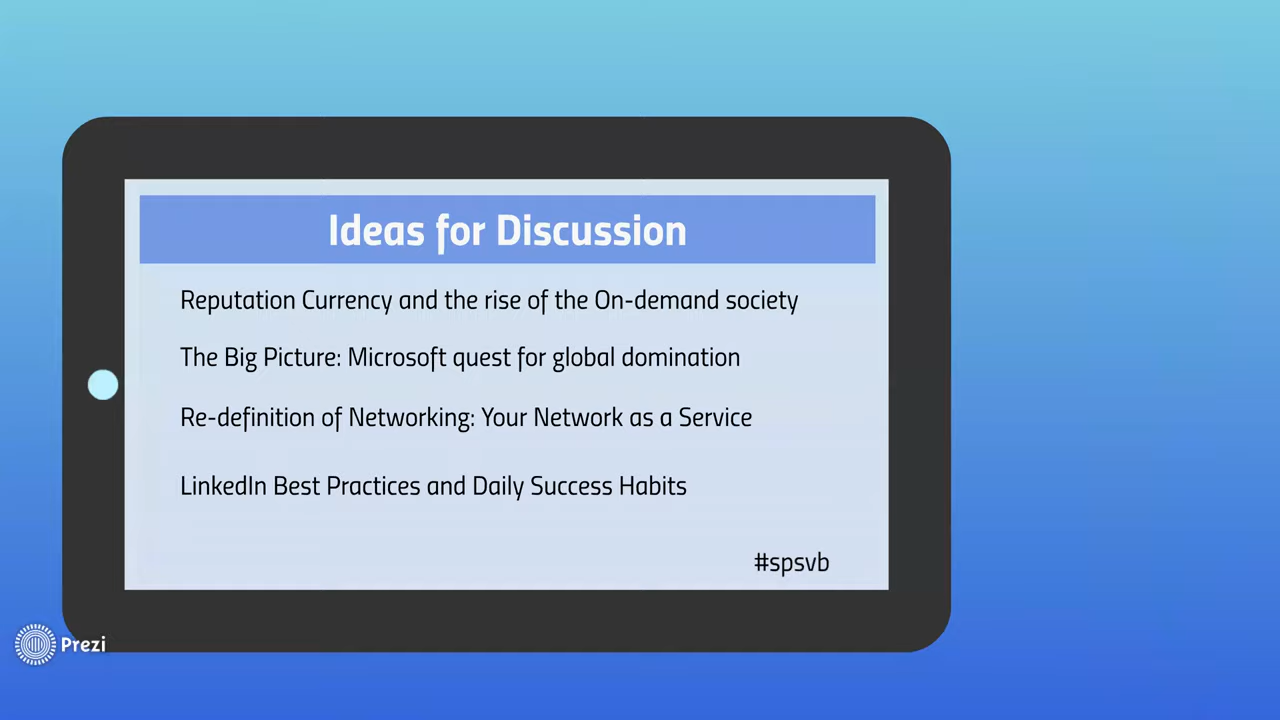 Ideas for Discussion
Reputation Currency and the rise of the On-demand society
The Big Picture: Microsoft quest for global domination
Re-definition of Networking: Your Network as a Service
LinkedIn Best Practices and Daily Success Habits
#spsvb
Prezi